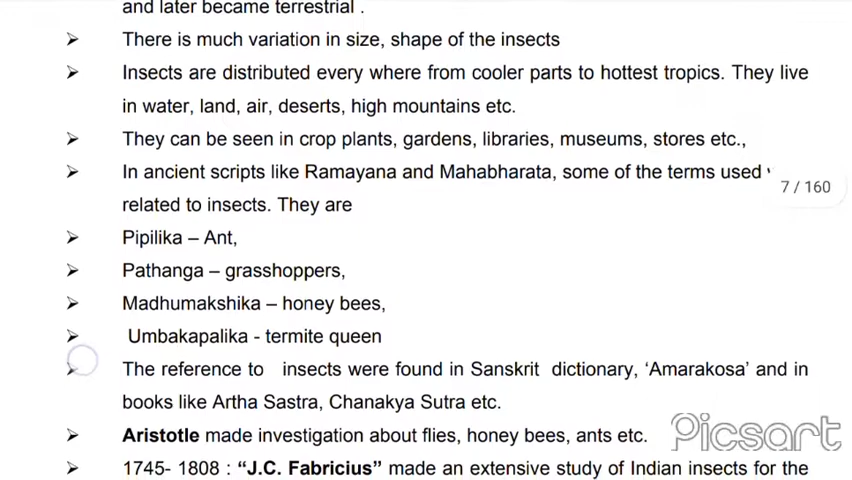 and later became terrestrial .
➢ There is much variation in size, shape of the insects
➢ Insects are distributed every where from cooler parts to hottest tropics. They live
in water, land, air, deserts, high mountains etc.
➢ They can be seen in crop plants, gardens, libraries, museums, stores etc.,
➢ In ancient scripts like Ramayana and Mahabharata, some of the terms used
7 / 160
related to insects. They are
➢ Pipilika – Ant,
➢ Pathanga – grasshoppers,
➢ Madhumakshika – honey bees,
➢ Umbakapalika - termite queen
➢ The reference to insects were found in Sanskrit dictionary, ‘Amarakosa’ and in
books like Artha Sastra, Chanakya Sutra etc.
➢ Aristotle made investigation about flies, honey bees, ants etc.
Picsart
➢ 1745- 1808 : “J.C. Fabricius” made an extensive study of Indian insects for the